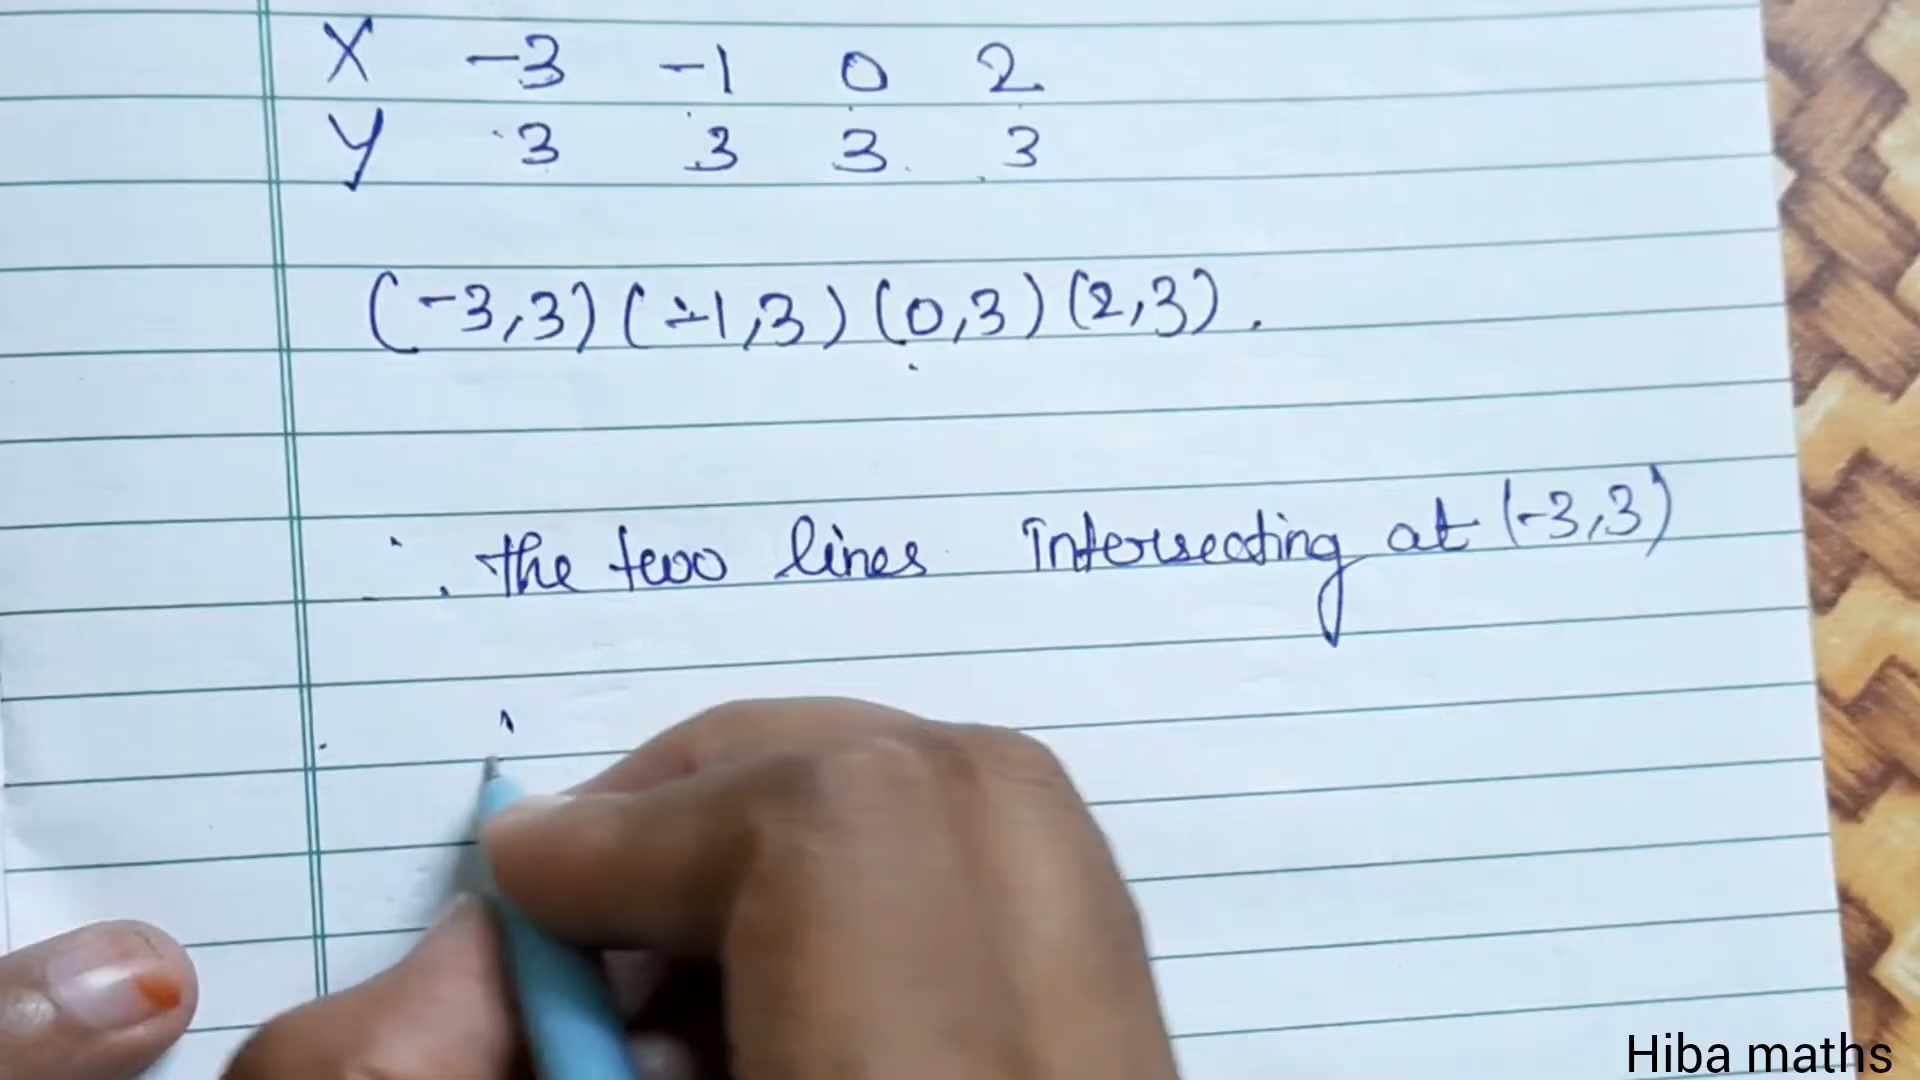 X -3 -1 0 2
Y 3 3 3 3
(-3,3) (-1,3) (0,3) (2,3).
∴ the two lines Intersecting at (-3,3)
Hiba maths